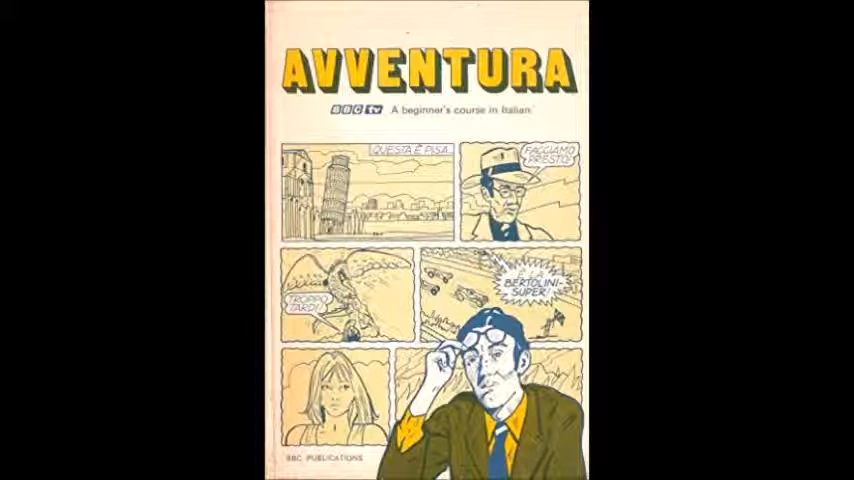 AVVENTURA
BBC tv A beginner's course in Italian
QUESTA È PISA
FACCIAMO
PRESTO!
TROPPO
TARDI!
È LA
BERTOLINI-
SUPER!
BBC PUBLICATIONS